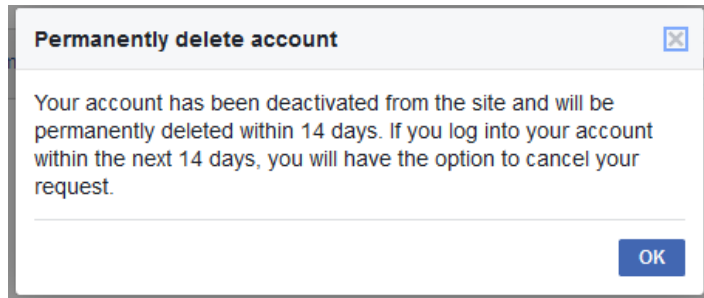 Permanently delete account
Your account has been deactivated from the site and will be
permanently deleted within 14 days. If you log into your account
within the next 14 days, you will have the option to cancel your
request.
OK